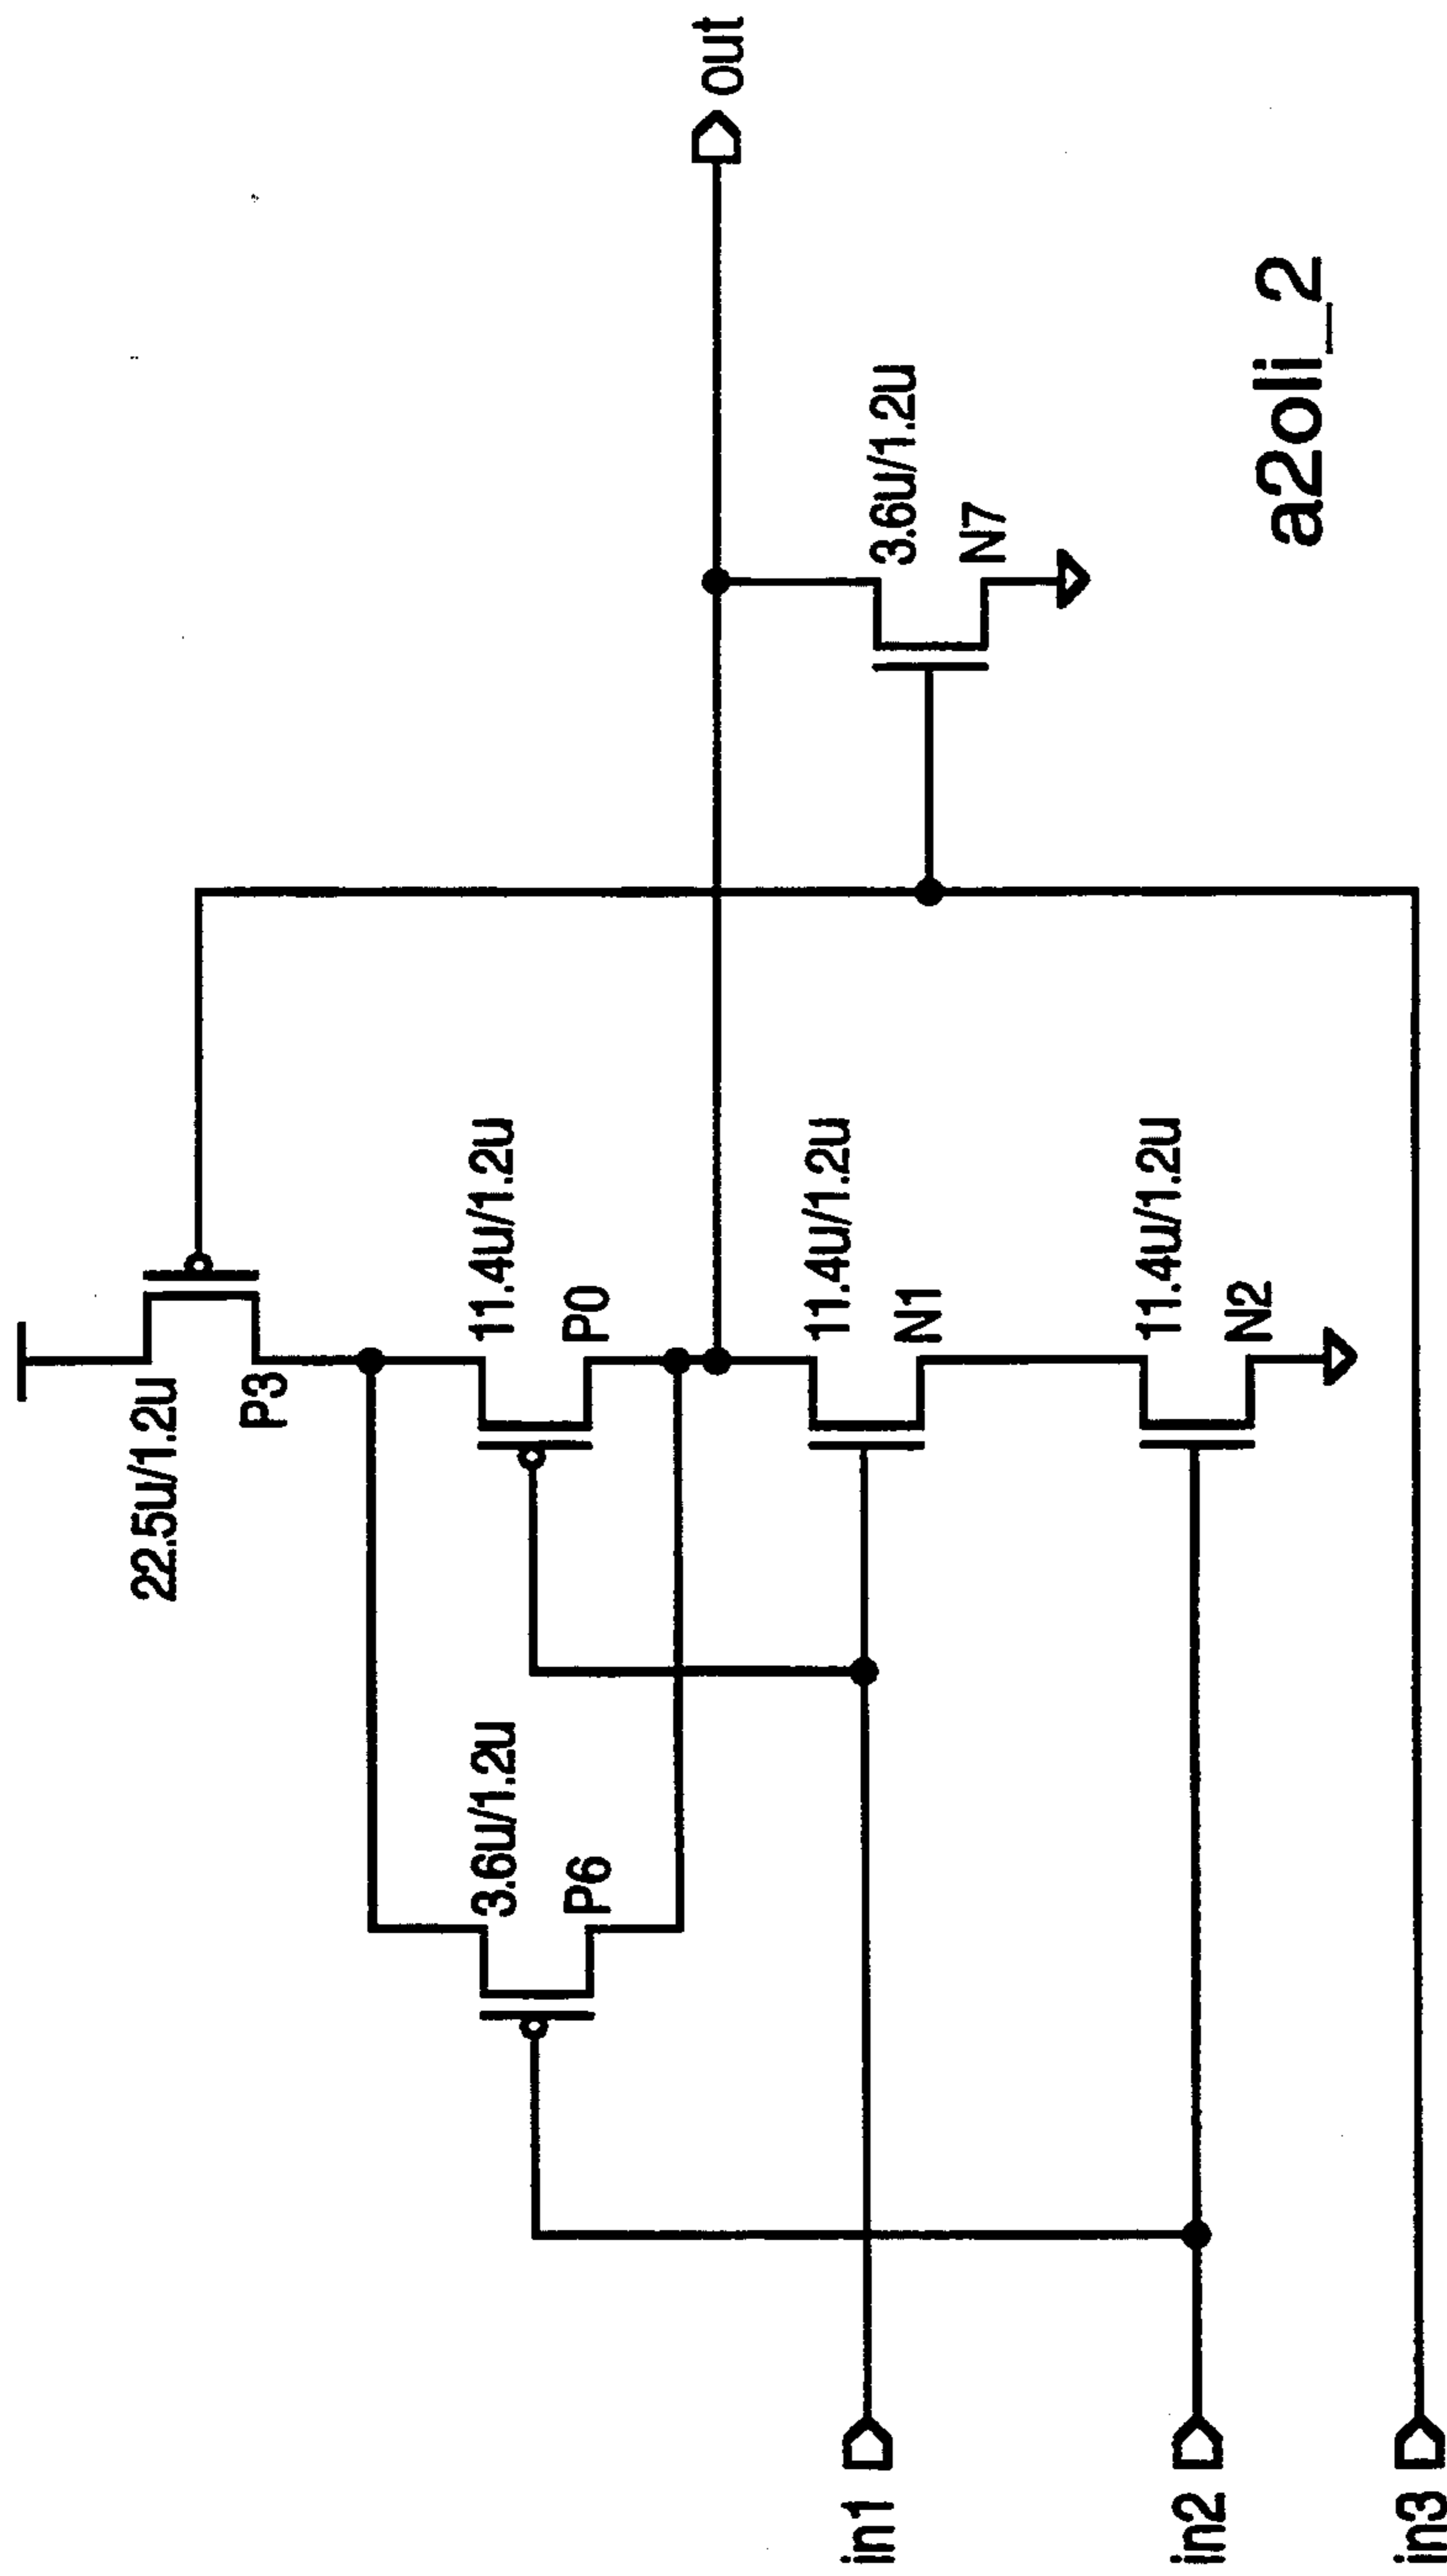 22.5u/1.2u
P3
3.6u/1.2u
P6
11.4u/1.2u
P0
out
in1
11.4u/1.2u
N1
3.6u/1.2u
N7
in2
11.4u/1.2u
N2
in3
a2oli_2